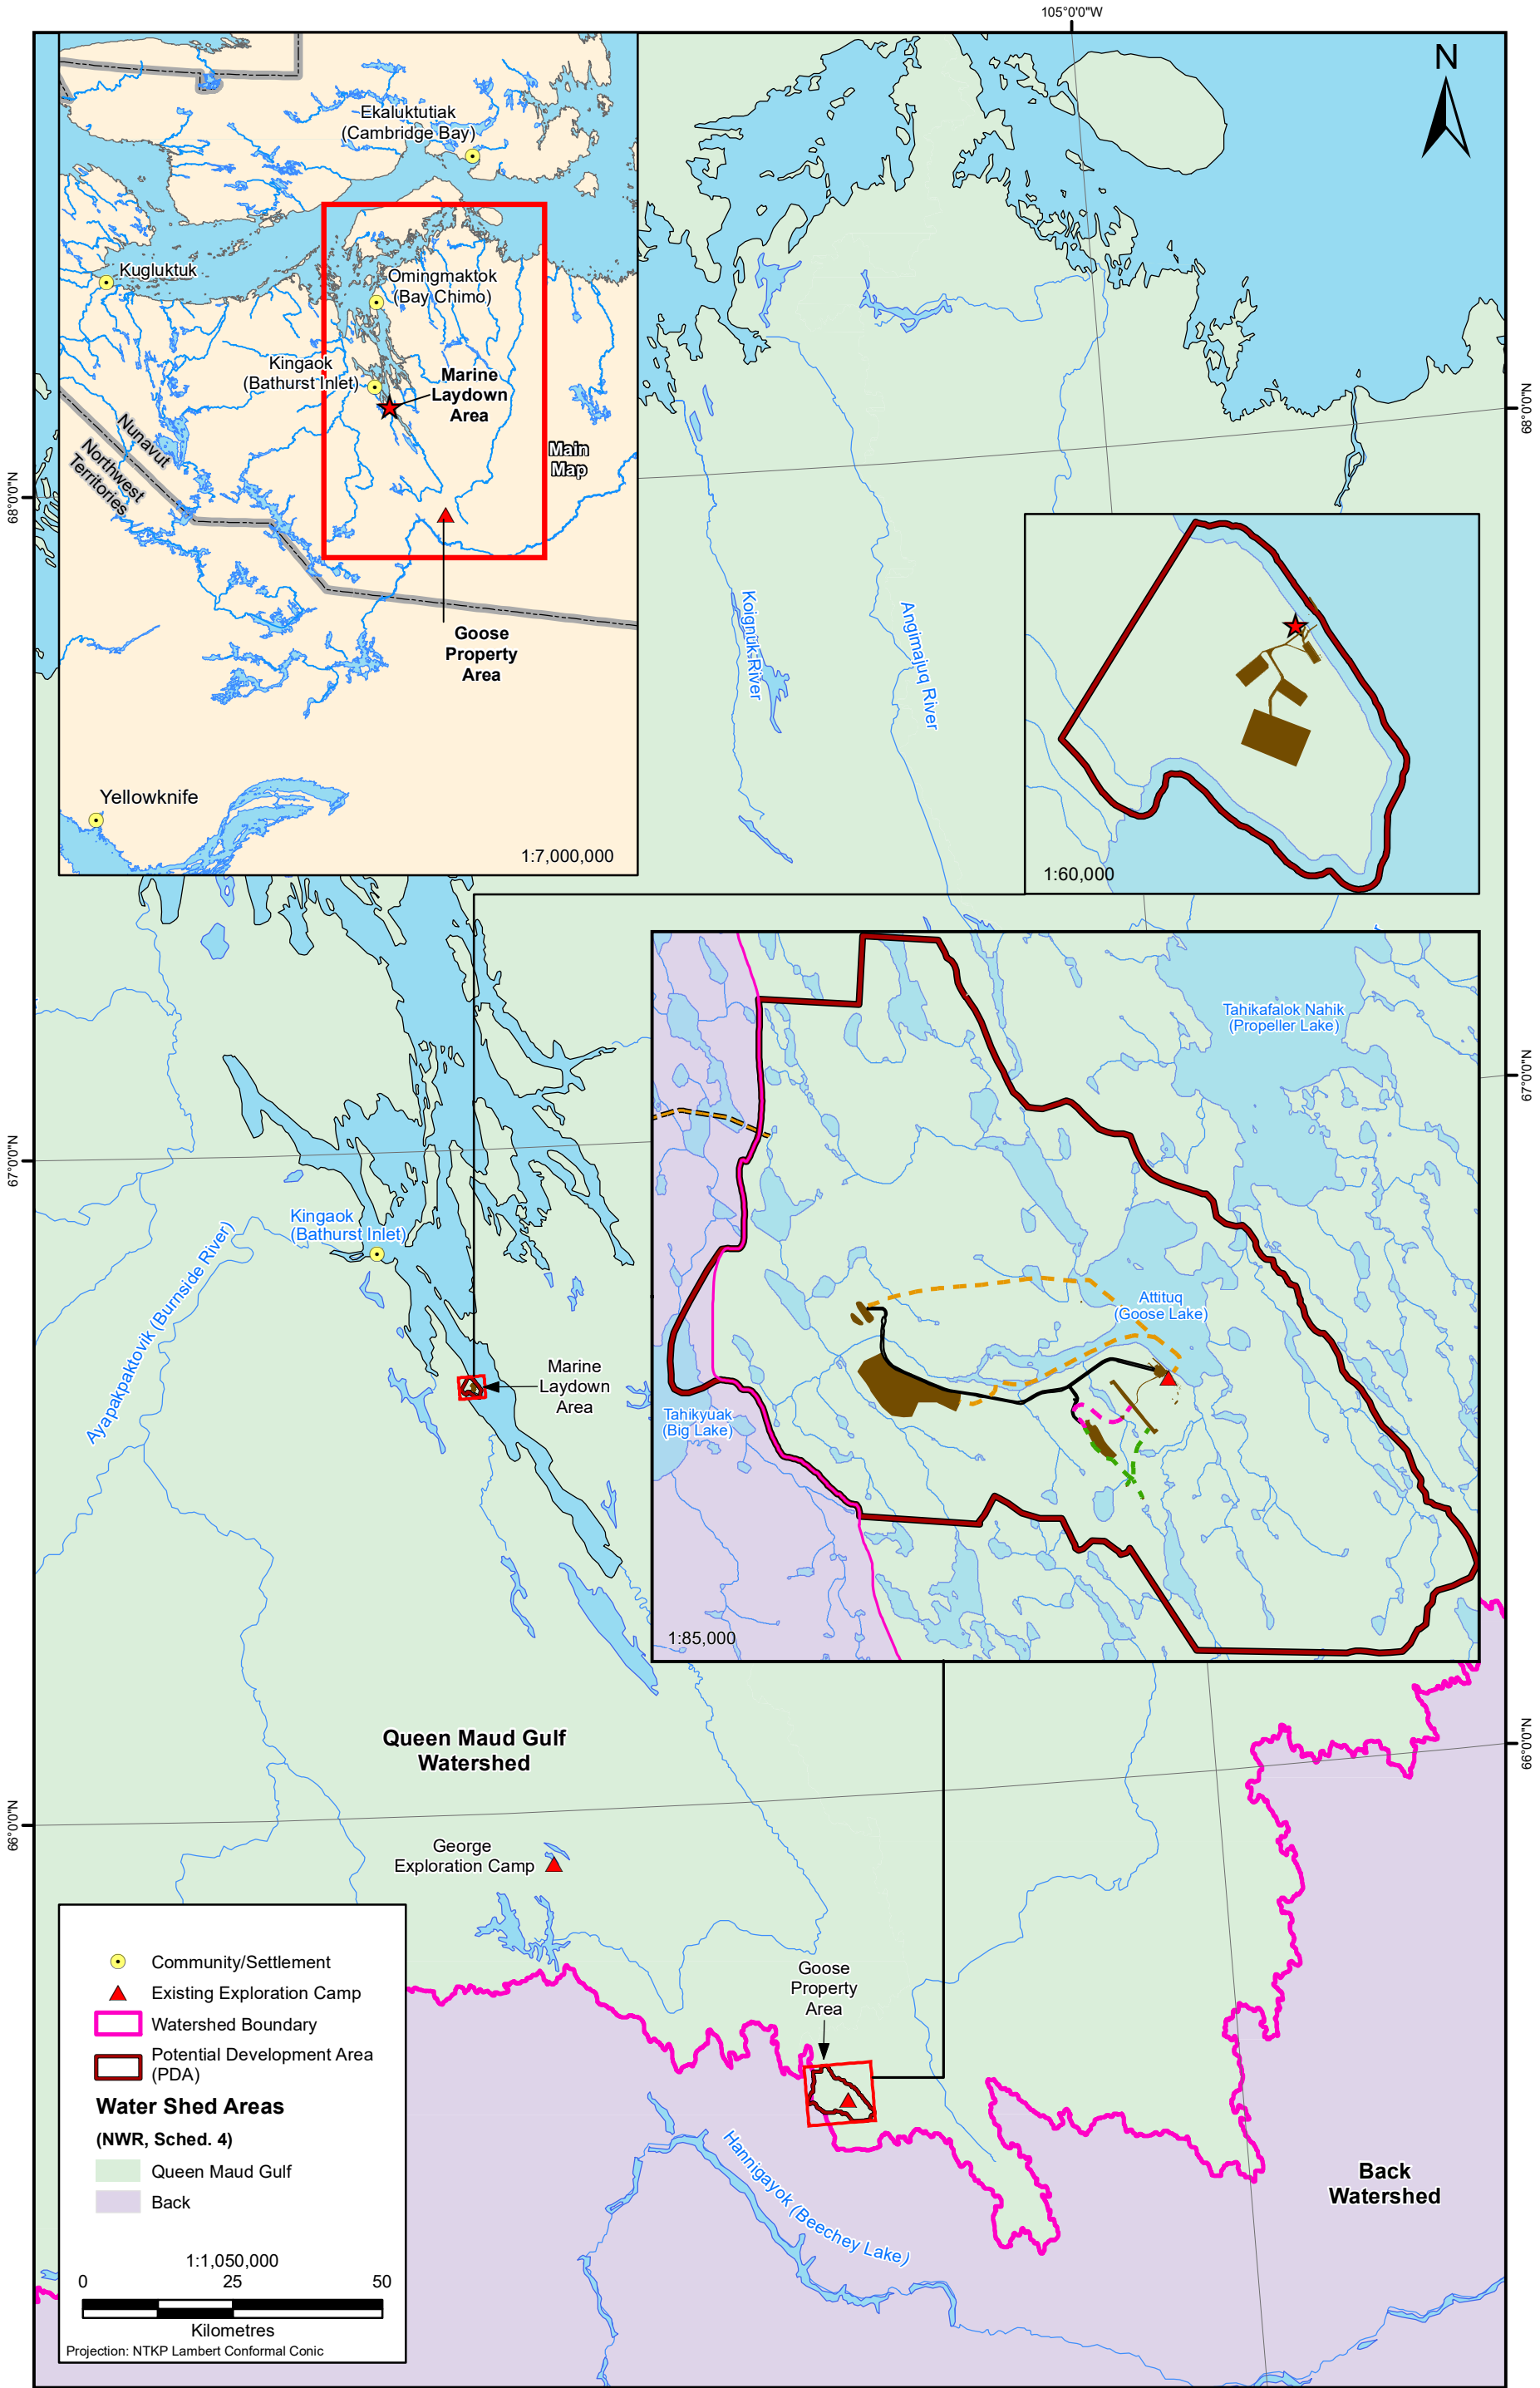 105°0'0"W
N
Ekaluktutiak
(Cambridge Bay)
Kugluktuk
Omingmaktok
(Bay Chimo)
Kingaok
(Bathurst Inlet)
Marine
Laydown
Area
Main
Map
Nunavut
Northwest
Territories
Goose
Property
Area
Yellowknife
1:7,000,000
68°0'0"N
68°0'0"N
Koignuk River
Angimajuq River
1:60,000
Tahikafalok Nahik
(Propeller Lake)
67°0'0"N
67°0'0"N
Kingaok
(Bathurst Inlet)
Ayapakpaktovik (Burnside River)
Attituq
(Goose Lake)
Marine
Laydown
Area
Tahikyuak
(Big Lake)
1:85,000
Queen Maud Gulf
Watershed
66°0'0"N
66°0'0"N
George
Exploration Camp
Goose
Property
Area
Hannigayok (Beechey Lake)
Back
Watershed
Community/Settlement
Existing Exploration Camp
Watershed Boundary
Potential Development Area
(PDA)
Water Shed Areas
(NWR, Sched. 4)
Queen Maud Gulf
Back
1:1,050,000
0 25 50
Kilometres
Projection: NTKP Lambert Conformal Conic